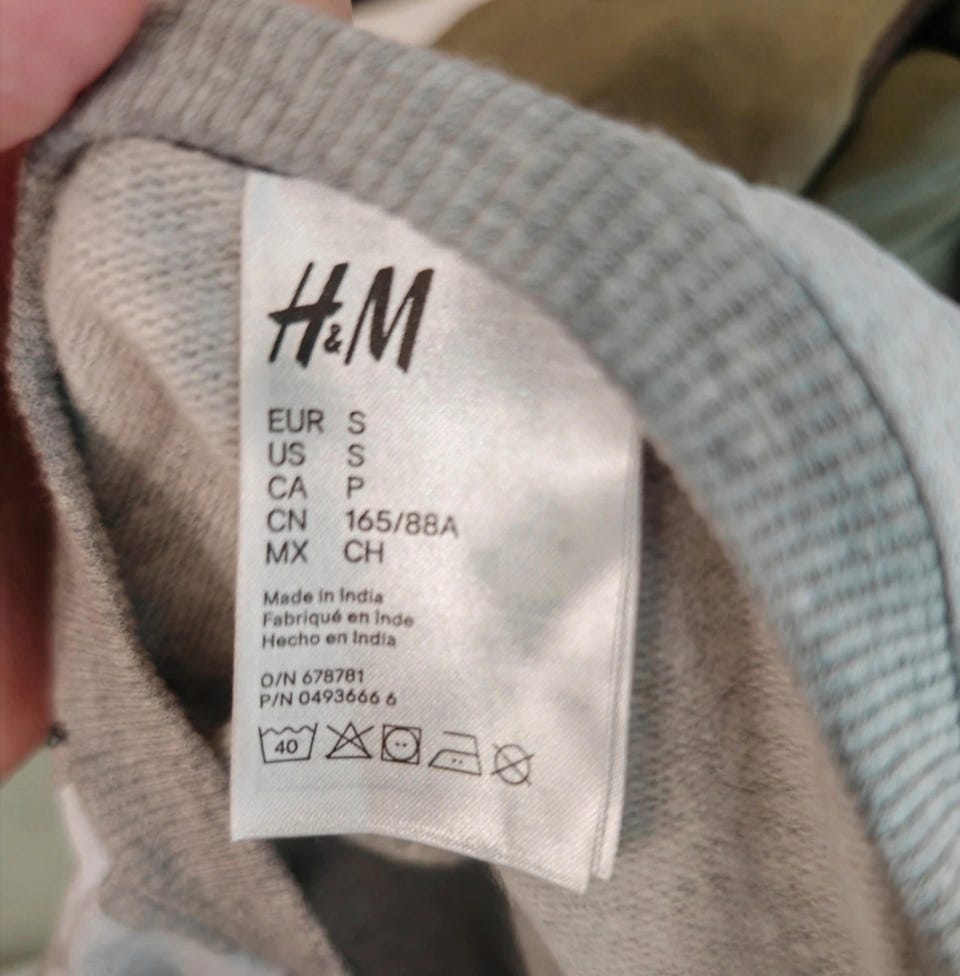 H&M
EUR S
US S
CA P
CN 165/88A
MX CH
Made in India
Fabriqué en Inde
Hecho en India
O/N 678781
P/N 0493666 6
40